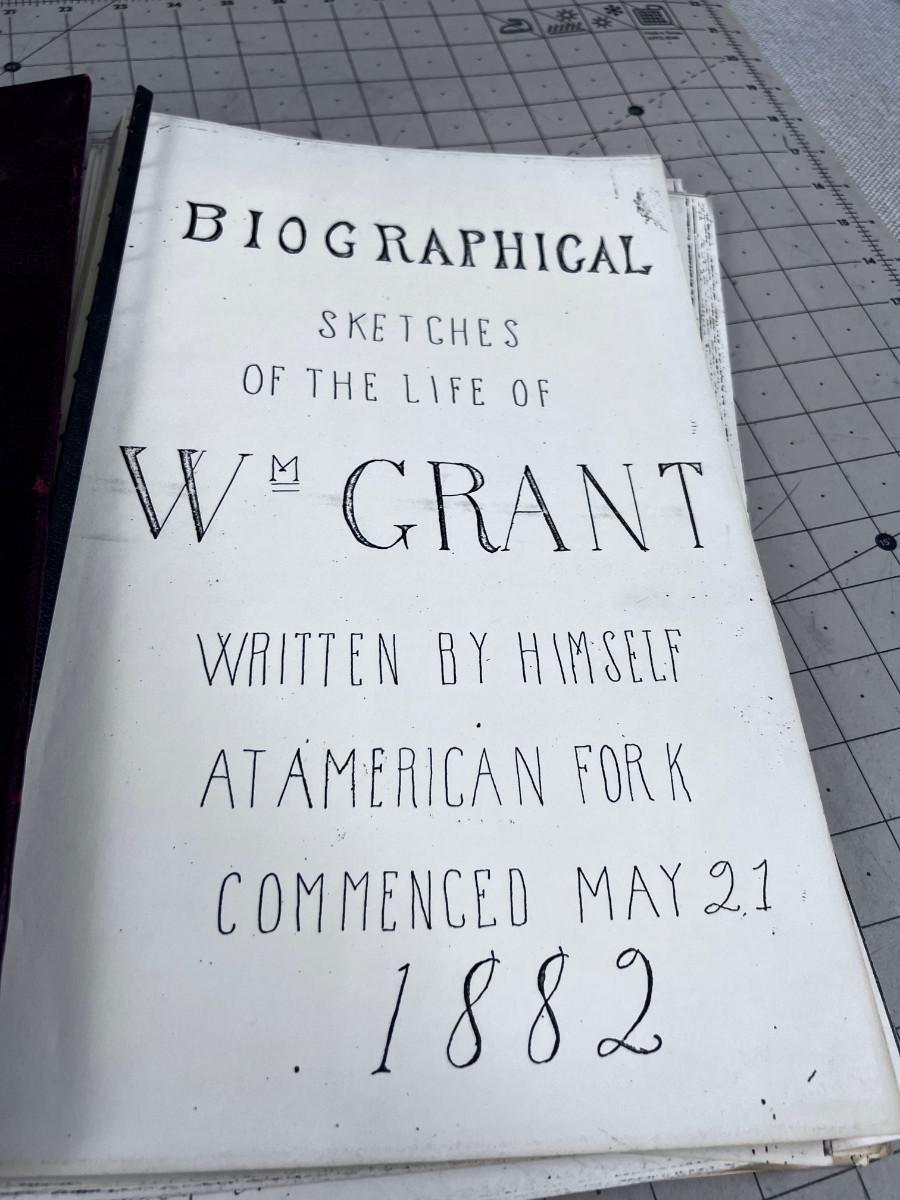 BIOGRAPHICAL
SKETCHES
OF THE LIFE OF
Wᴹ GRANT
WRITTEN BY HIMSELF
AT AMERICAN FORK
COMMENCED MAY 21
1882